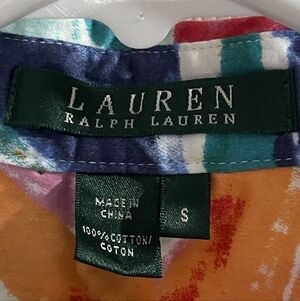 LAUREN
RALPH LAUREN
MADE IN
CHINA
100% COTTON/
COTON
S